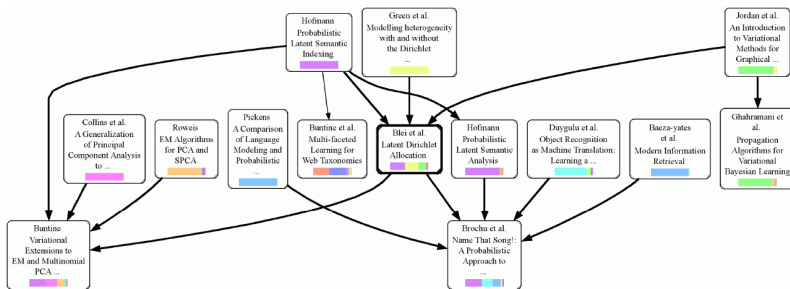 Hofmann
Probabilistic
Latent Semantic
Indexing
Green et al.
Modelling heterogeneity
with and without
the Dirichlet
...
Jordan et al.
An Introduction
to Variational
Methods for
Graphical ...
Collins et al.
A Generalization
of Principal
Component Analysis
to ...
Roweis
EM Algorithms
for PCA and
SPCA
Pickens
A Comparison
of Language
Modeling and
Probabilistic
...
Buntine et al.
Multi-faceted
Learning for
Web Taxonomies
Blei et al.
Latent Dirichlet
Allocation
Hofmann
Probabilistic
Latent Semantic
Analysis
Duygulu et al.
Object Recognition
as Machine Translation:
Learning a ...
Baeza-yates
et al.
Modern Information
Retrieval
Ghahramani et
al.
Propagation
Algorithms for
Variational
Bayesian Learning
Buntine
Variational
Extensions to
EM and Multinomial
PCA ...
Brochu et al.
Name That Song!:
A Probabilistic
Approach to
...